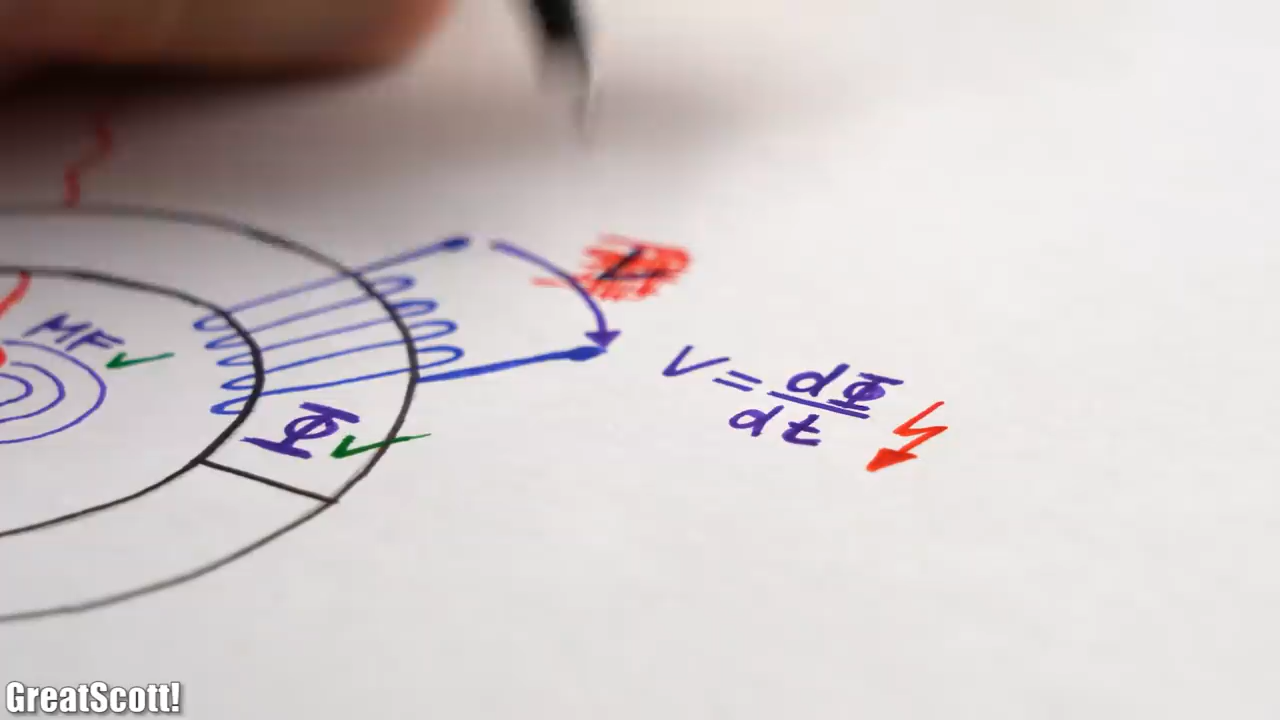 MF
Φ
V = dΦ
dt
GreatScott!